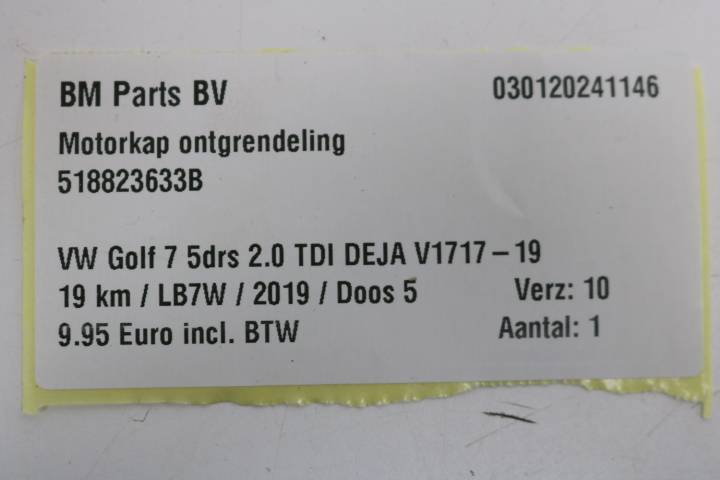 BM Parts BV 030120241146
Motorkap ontgrendeling
518823633B
VW Golf 7 5drs 2.0 TDI DEJA V1717-19
19 km / LB7W / 2019 / Doos 5 Verz: 10
9.95 Euro incl. BTW Aantal: 1